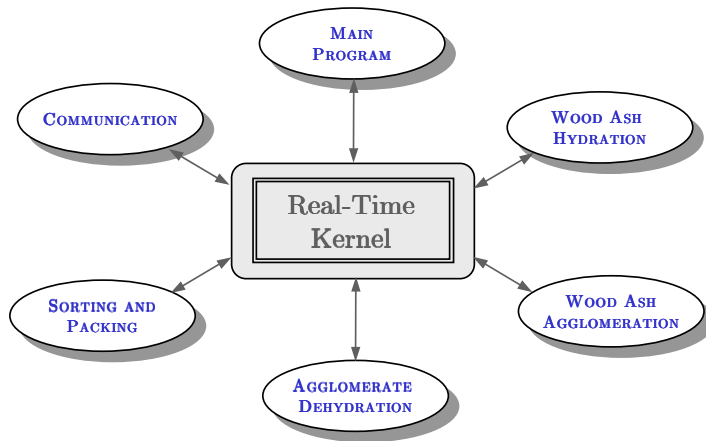 Main
Program
Communication
Wood Ash
Hydration
Real-Time
Kernel
Sorting and
Packing
Wood Ash
Agglomeration
Agglomerate
Dehydration